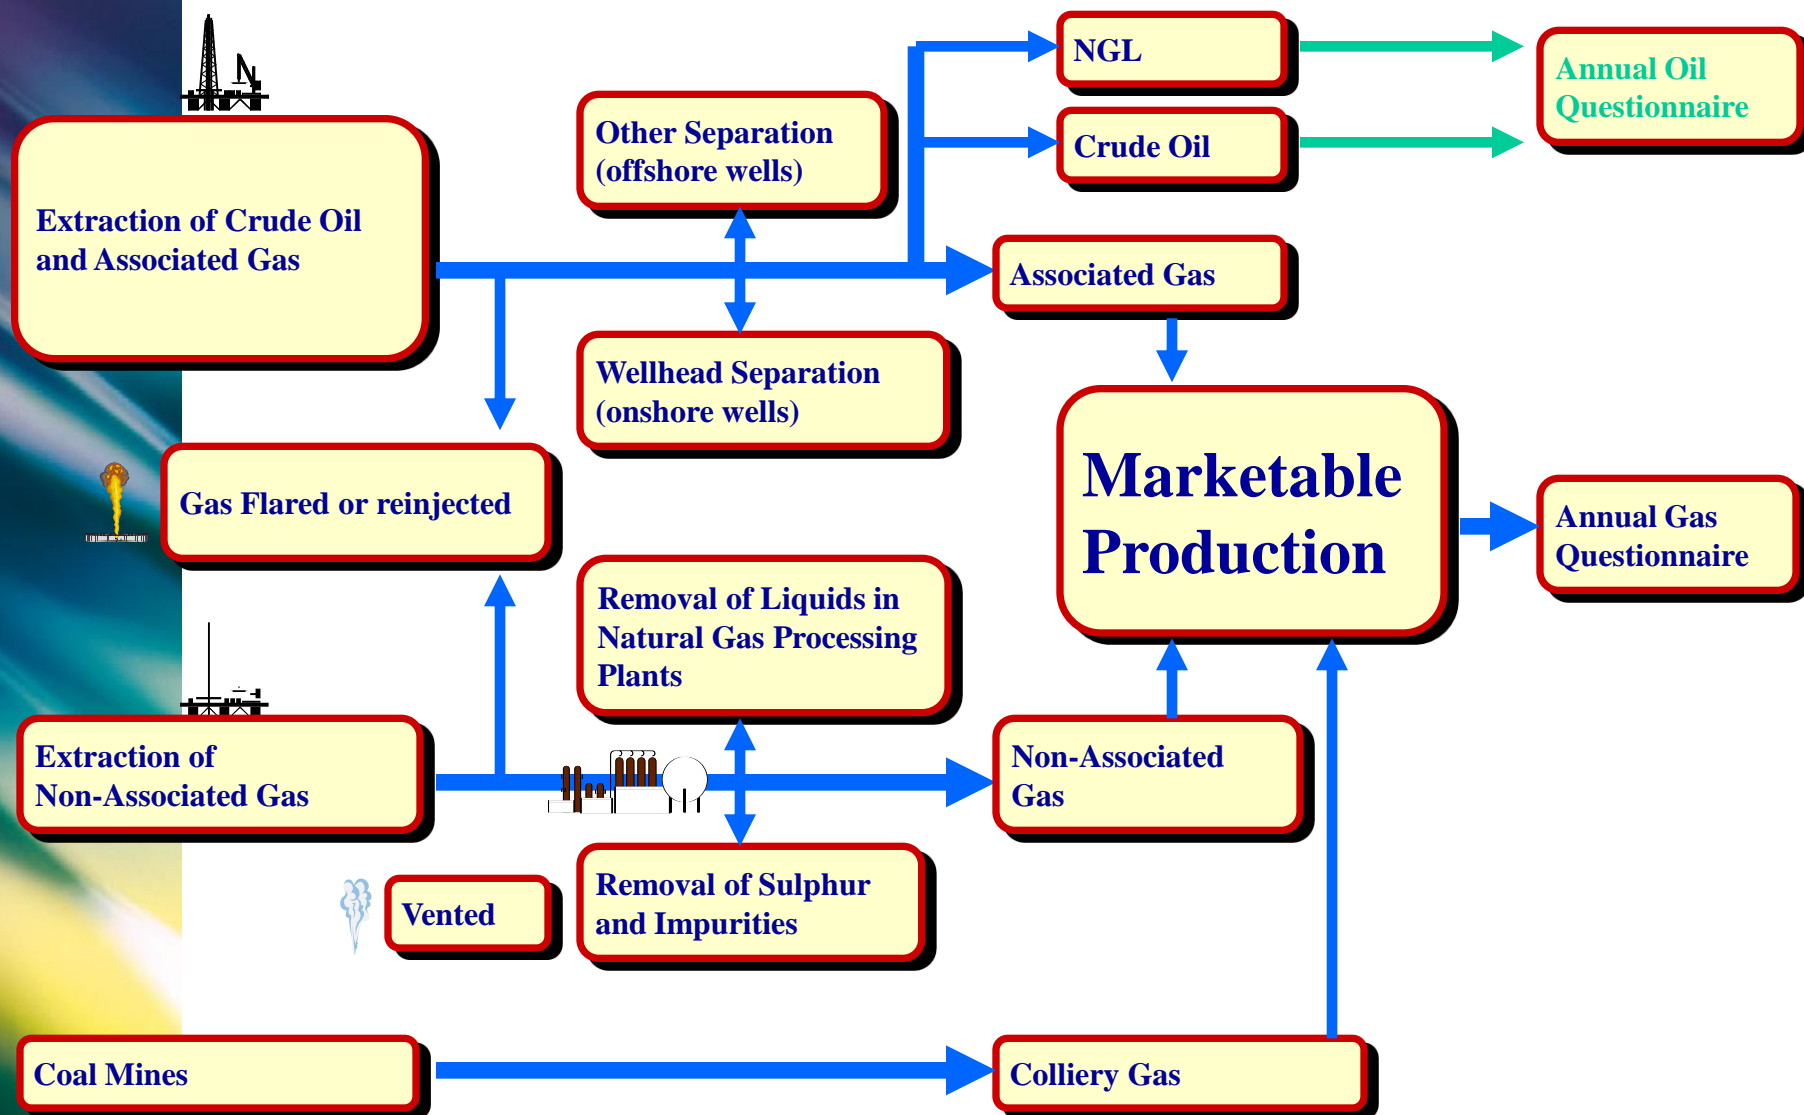 NGL
Annual Oil
Questionnaire
Other Separation
(offshore wells)
Crude Oil
Extraction of Crude Oil
and Associated Gas
Associated Gas
Wellhead Separation
(onshore wells)
Marketable
Production
Gas Flared or reinjected
Annual Gas
Questionnaire
Removal of Liquids in
Natural Gas Processing
Plants
Extraction of
Non-Associated Gas
Non-Associated
Gas
Vented
Removal of Sulphur
and Impurities
Coal Mines
Colliery Gas